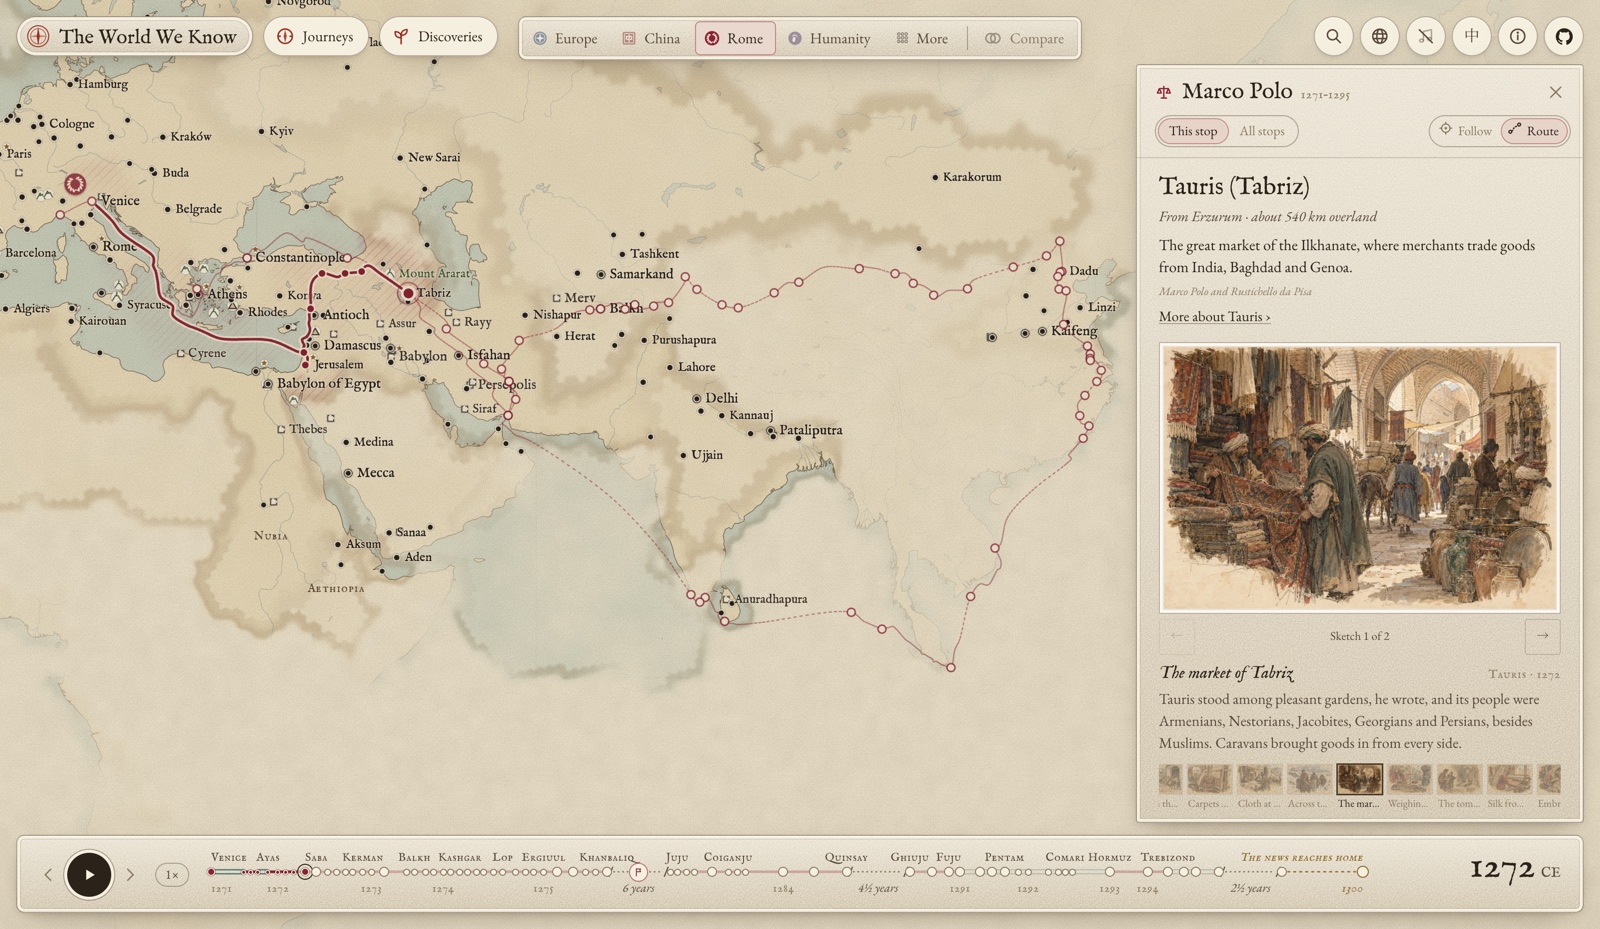 Novgorod
The World We Know
Journeys
Discoveries
Europe
China
Rome
Humanity
More
Compare
中
Hamburg
Cologne
Kraków
Kyiv
Paris
Buda
New Sarai
Karakorum
Venice
Belgrade
Barcelona
Rome
Constantinople
Tashkent
Samarkand
Mount Ararat
Dadu
Athens
Konya
Tabriz
Merv
Balkh
Algiers
Syracuse
Rhodes
Antioch
Assur
Rayy
Nishapur
Linzi
Kairouan
Damascus
Herat
Purushapura
Kaifeng
Cyrene
Babylon
Isfahan
Jerusalem
Lahore
Babylon of Egypt
Persepolis
Delhi
Siraf
Kannauj
Thebes
Pataliputra
Medina
Ujjain
Mecca
Nubia
Sanaa
Aksum
Aden
Aethiopia
Anuradhapura
Marco Polo 1271–1295
This stop
All stops
Follow
Route
Tauris (Tabriz)
From Erzurum · about 540 km overland
The great market of the Ilkhanate, where merchants trade goods
from India, Baghdad and Genoa.
Marco Polo and Rustichello da Pisa
More about Tauris ›
Sketch 1 of 2
The market of Tabriz
Tauris · 1272
Tauris stood among pleasant gardens, he wrote, and its people were
Armenians, Nestorians, Jacobites, Georgians and Persians, besides
Muslims. Caravans brought goods in from every side.
th… Carpets … Cloth at … Across t… The mar… Weighin… The tom… Silk fro… Embr
1×
Venice Ayas Saba Kerman Balkh Kashgar Lop Ergiuul Khanbaliq Juju Coiganju Quinsay Ghiuju Fuju Pentam Comari Hormuz Trebizond The news reaches home
1271 1272 1273 1274 1275 6 years 1284 4½ years 1291 1292 1293 1294 2½ years 1300
1272 CE